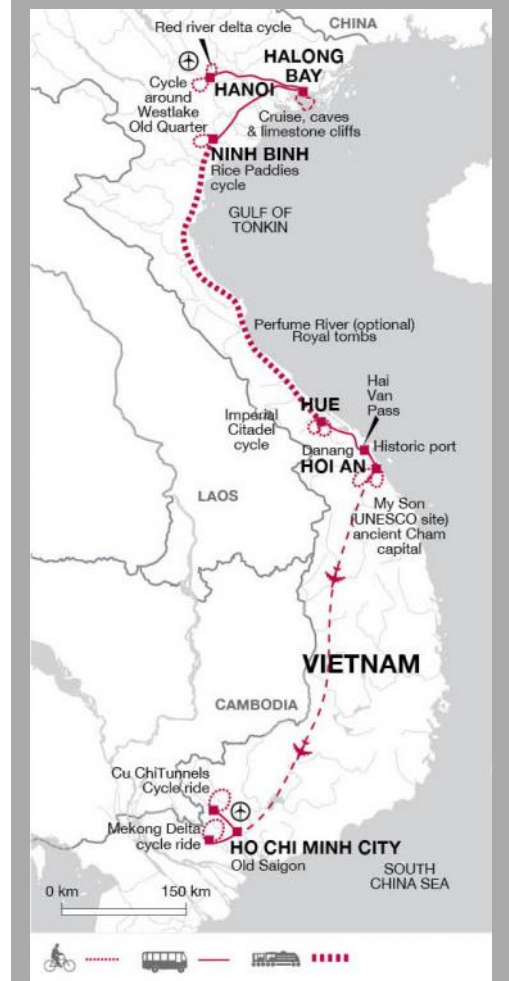 CHINA
Red river delta cycle
HALONG
BAY
HANOI
Cycle
around
Westlake
Old Quarter
Cruise, caves
& limestone cliffs
NINH BINH
Rice Paddies
cycle
GULF OF
TONKIN
Perfume River (optional)
Royal tombs
Hai
Van
Pass
HUE
Imperial
Citadel
cycle
Danang
Historic port
HOI AN
LAOS
My Son
(UNESCO site)
ancient Cham
capital
VIETNAM
CAMBODIA
Cu ChiTunnels
Cycle ride
Mekong Delta
cycle ride
HO CHI MINH CITY
Old Saigon
SOUTH
CHINA SEA
0 km 150 km